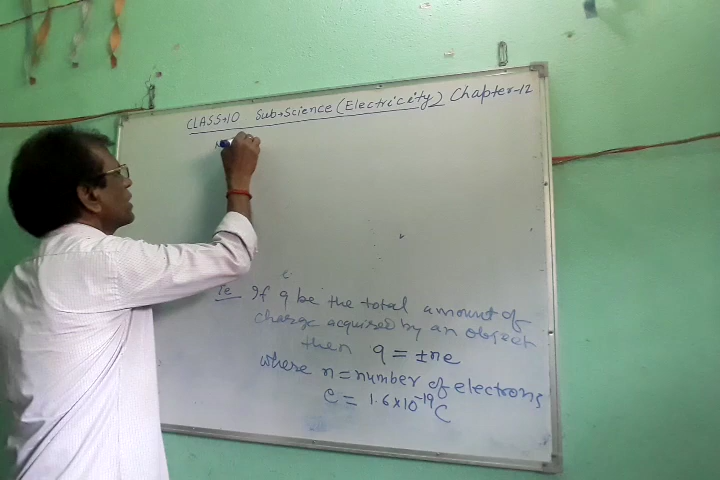 CLASS→10 Sub→Science (Electricity) Chapter-12
Ie If q be the total amount of
charge acquired by an object
then q = ±ne
where n = number of electrons
e = 1.6×10⁻¹⁹C